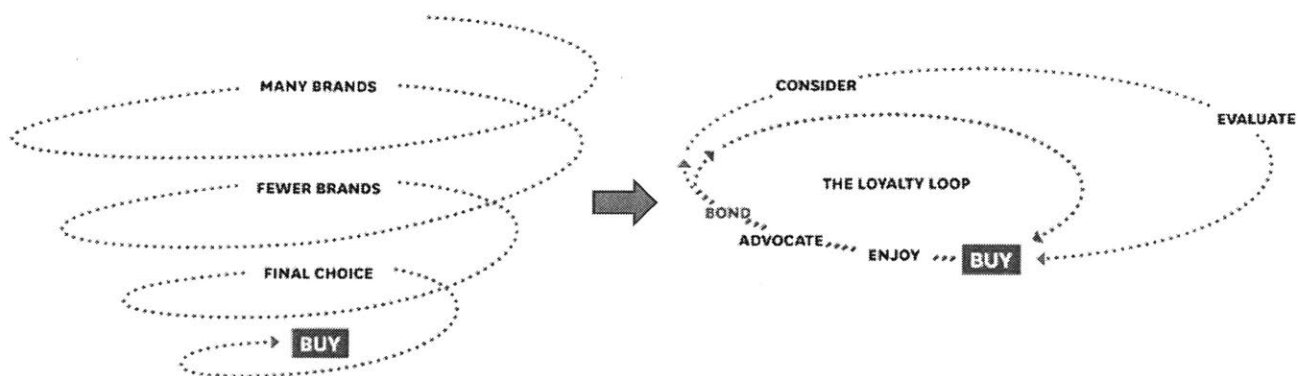 MANY BRANDS
FEWER BRANDS
FINAL CHOICE
BUY
CONSIDER
EVALUATE
THE LOYALTY LOOP
BOND
ADVOCATE
ENJOY
BUY